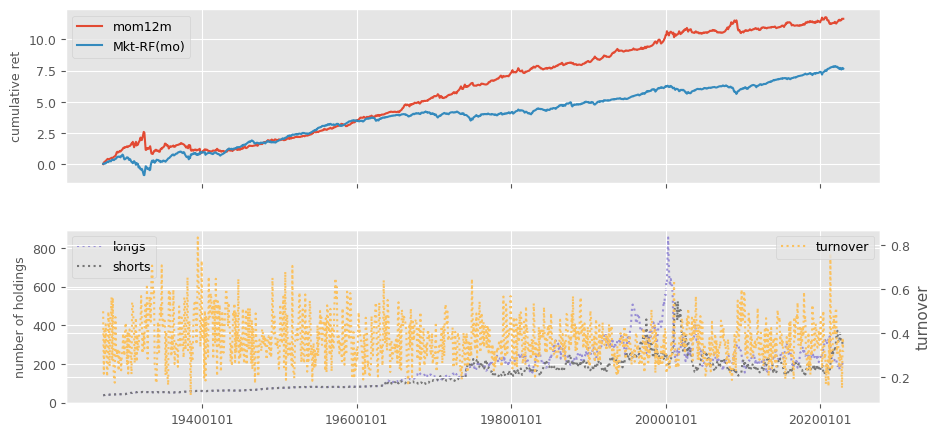 mom12m
Mkt-RF(mo)
cumulative ret
10.0
7.5
5.0
2.5
0.0
longs
shorts
turnover
number of holdings
800
600
400
200
0
0.8
0.6
0.4
0.2
turnover
19400101
19600101
19800101
20000101
20200101